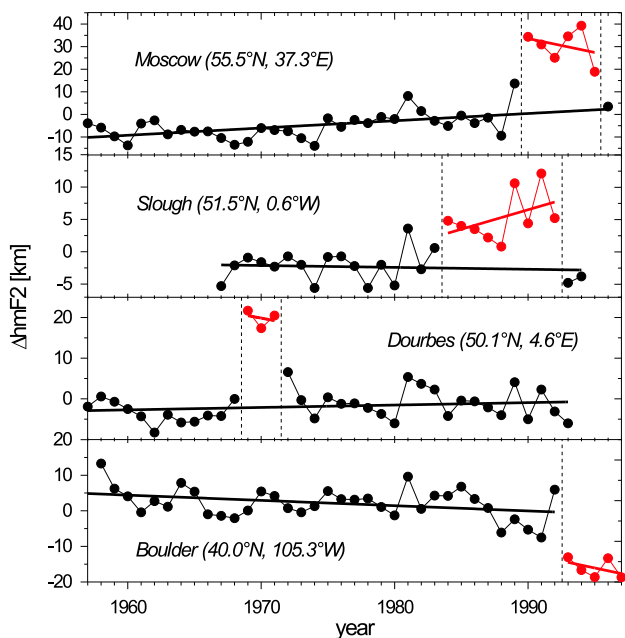 40
30
20
10
0
-10
Moscow (55.5°N, 37.3°E)
15
10
5
0
-5
Slough (51.5°N, 0.6°W)
ΔhmF2 [km]
20
10
0
Dourbes (50.1°N, 4.6°E)
20
10
0
-10
-20
Boulder (40.0°N, 105.3°W)
1960 1970 1980 1990
year